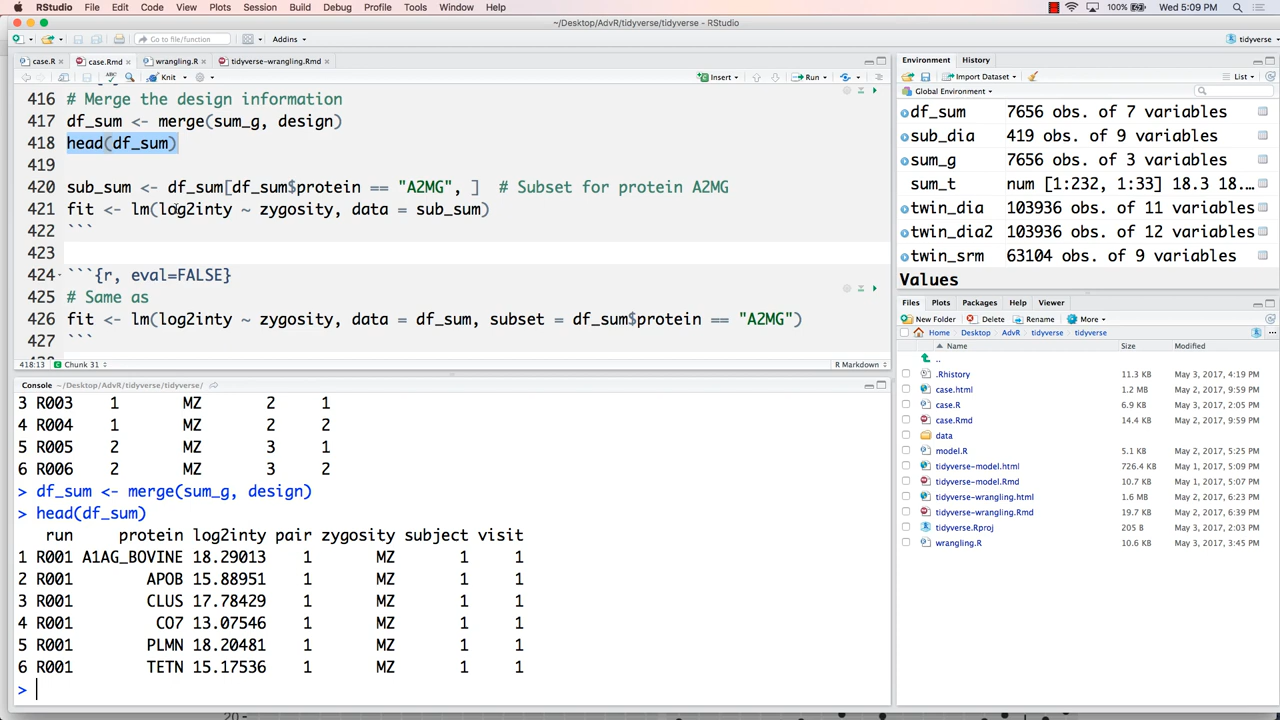 RStudio File Edit Code View Plots Session Build Debug Profile Tools Window Help 100% Wed 5:09 PM
~/Desktop/AdvR/tidyverse/tidyverse - RStudio
Go to file/function Addins tidyverse
case.R case.Rmd wrangling.R tidyverse-wrangling.Rmd
Knit Insert Run
416 # Merge the design information
417 df_sum <- merge(sum_g, design)
418 head(df_sum)
419
420 sub_sum <- df_sum[df_sum$protein == "A2MG", ] # Subset for protein A2MG
421 fit <- lm(log2inty ~ zygosity, data = sub_sum)
422 ```
423
424 ```{r, eval=FALSE}
425 # Same as
426 fit <- lm(log2inty ~ zygosity, data = df_sum, subset = df_sum$protein == "A2MG")
427 ```
418:13 Chunk 31 R Markdown
Console ~/Desktop/AdvR/tidyverse/tidyverse/
3 R003 1 MZ 2 1
4 R004 1 MZ 2 2
5 R005 2 MZ 3 1
6 R006 2 MZ 3 2
> df_sum <- merge(sum_g, design)
> head(df_sum)
run protein log2inty pair zygosity subject visit
1 R001 A1AG_BOVINE 18.29013 1 MZ 1 1
2 R001 APOB 15.88951 1 MZ 1 1
3 R001 CLUS 17.78429 1 MZ 1 1
4 R001 CO7 13.07546 1 MZ 1 1
5 R001 PLMN 18.20481 1 MZ 1 1
6 R001 TETN 15.17536 1 MZ 1 1
>
20
Environment History
Import Dataset List
Global Environment
df_sum 7656 obs. of 7 variables
sub_dia 419 obs. of 9 variables
sum_g 7656 obs. of 3 variables
sum_t num [1:232, 1:33] 18.3 18.…
twin_dia 103936 obs. of 11 variables
twin_dia2 103936 obs. of 12 variables
twin_srm 63104 obs. of 9 variables
Values
Files Plots Packages Help Viewer
New Folder Delete Rename More
Home Desktop AdvR tidyverse tidyverse
Name Size Modified
..
.Rhistory 11.3 KB May 3, 2017, 4:19 PM
case.html 1.2 MB May 2, 2017, 9:59 PM
case.R 6.9 KB May 3, 2017, 2:05 PM
case.Rmd 14.4 KB May 2, 2017, 9:59 PM
data
model.R 5.1 KB May 2, 2017, 5:25 PM
tidyverse-model.html 726.4 KB May 1, 2017, 5:09 PM
tidyverse-model.Rmd 10.7 KB May 1, 2017, 5:07 PM
tidyverse-wrangling.html 1.6 MB May 2, 2017, 6:23 PM
tidyverse-wrangling.Rmd 17.7 KB May 2, 2017, 6:39 PM
tidyverse.Rproj 205 B May 3, 2017, 2:03 PM
wrangling.R 10.6 KB May 3, 2017, 3:45 PM